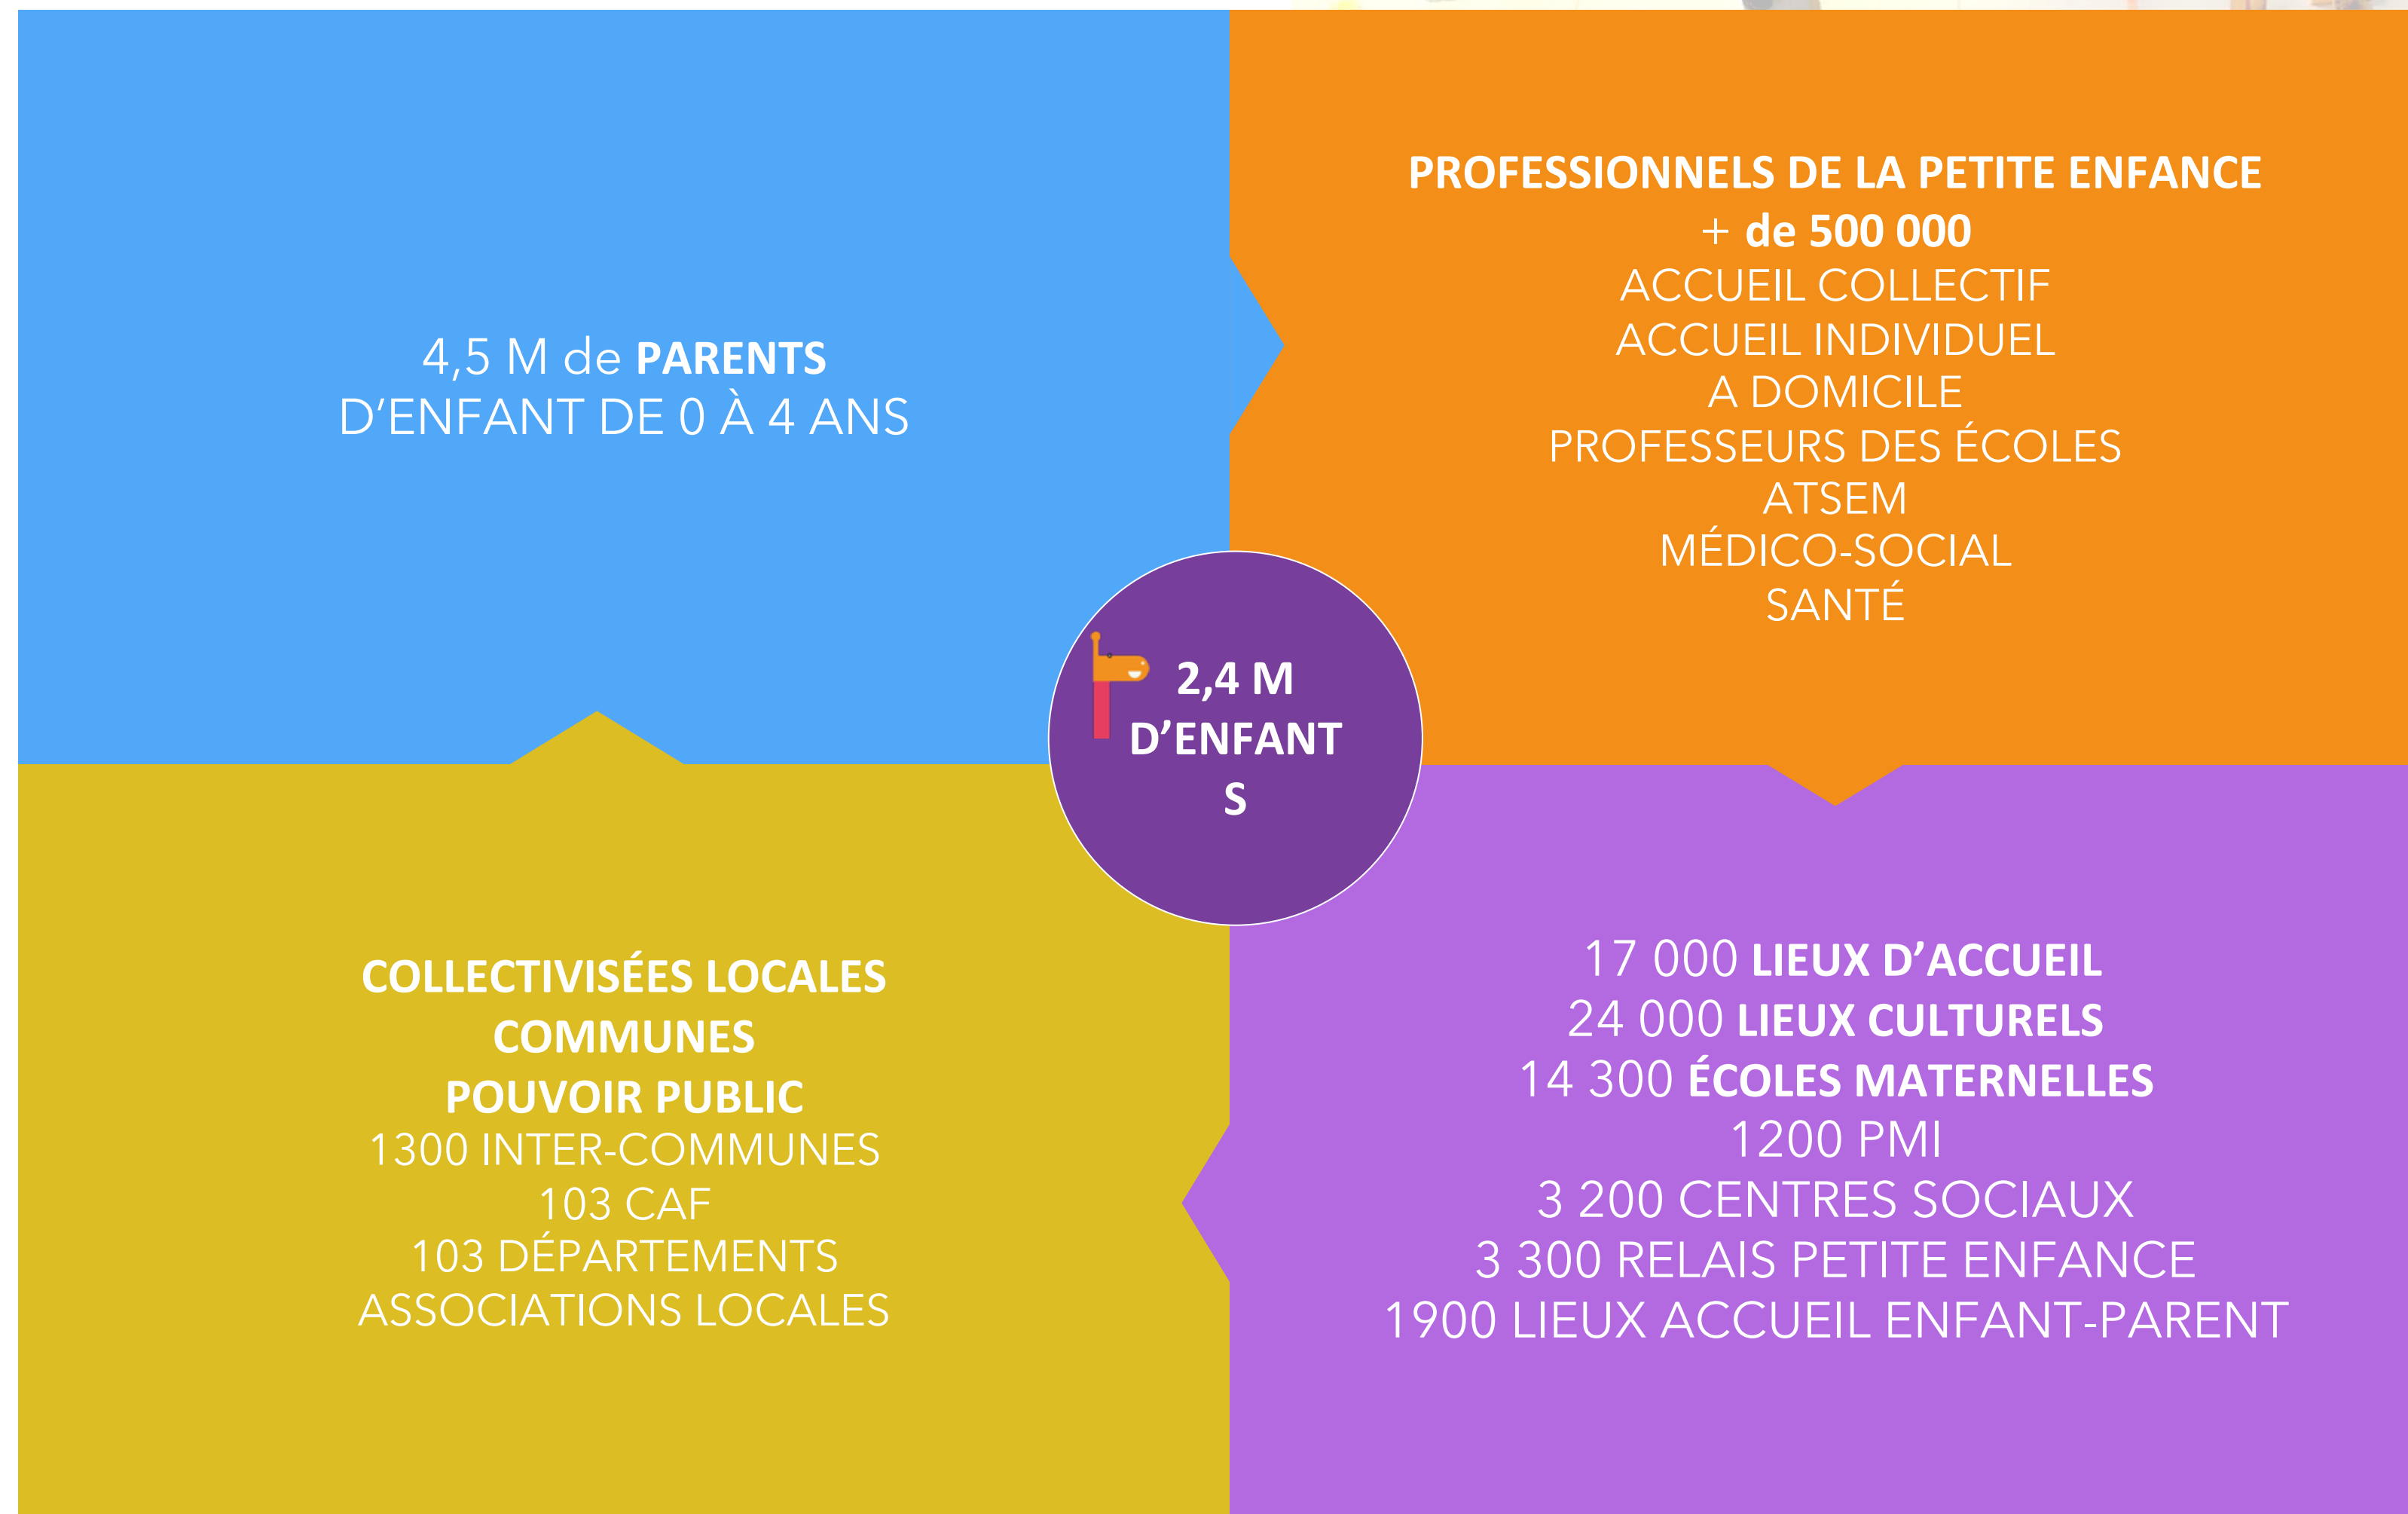 4,5 M de PARENTS
D'ENFANT DE 0 À 4 ANS
PROFESSIONNELS DE LA PETITE ENFANCE
+ de 500 000
ACCUEIL COLLECTIF
ACCUEIL INDIVIDUEL
A DOMICILE
PROFESSEURS DES ÉCOLES
ATSEM
MÉDICO-SOCIAL
SANTÉ
2,4 M
D'ENFANT
S
COLLECTIVISÉES LOCALES
COMMUNES
POUVOIR PUBLIC
1300 INTER-COMMUNES
103 CAF
103 DÉPARTEMENTS
ASSOCIATIONS LOCALES
17 000 LIEUX D'ACCUEIL
24 000 LIEUX CULTURELS
14 300 ÉCOLES MATERNELLES
1200 PMI
3 200 CENTRES SOCIAUX
3 300 RELAIS PETITE ENFANCE
1900 LIEUX ACCUEIL ENFANT-PARENT